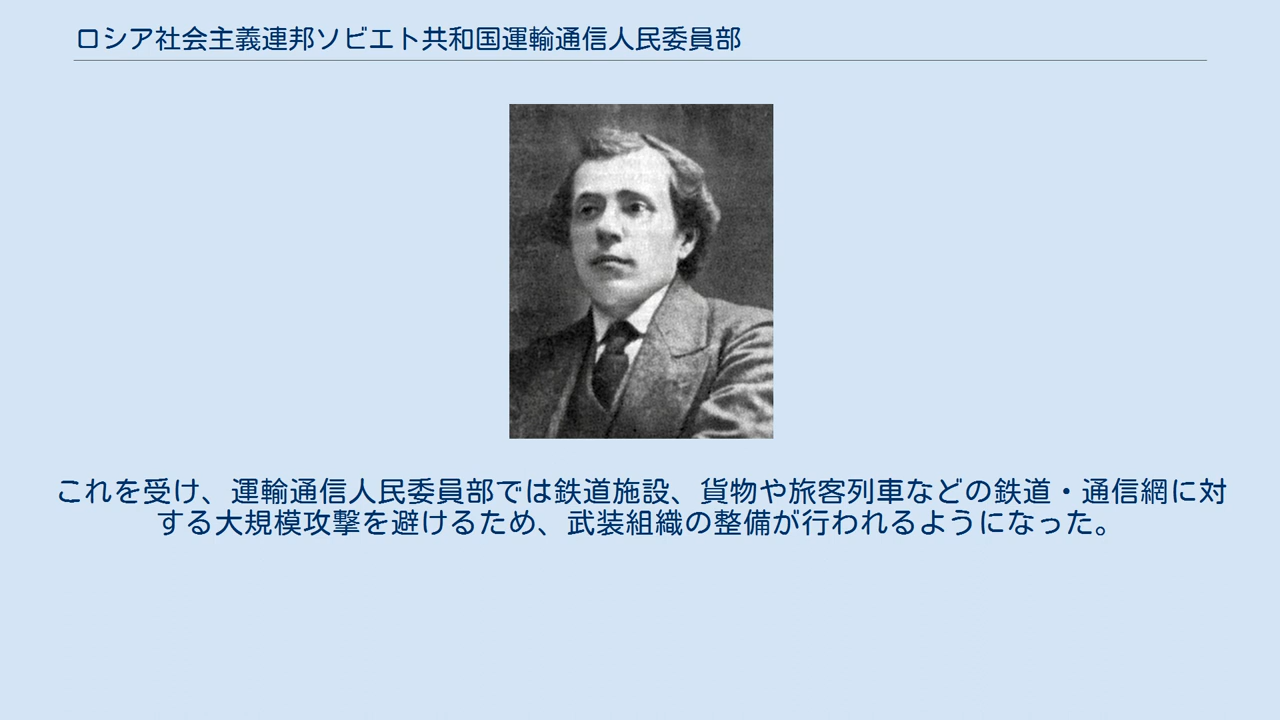 ロシア社会主義連邦ソビエト共和国運輸通信人民委員部
これを受け、運輸通信人民委員部では鉄道施設、貨物や旅客列車などの鉄道・通信網に対
する大規模攻撃を避けるため、武装組織の整備が行われるようになった。